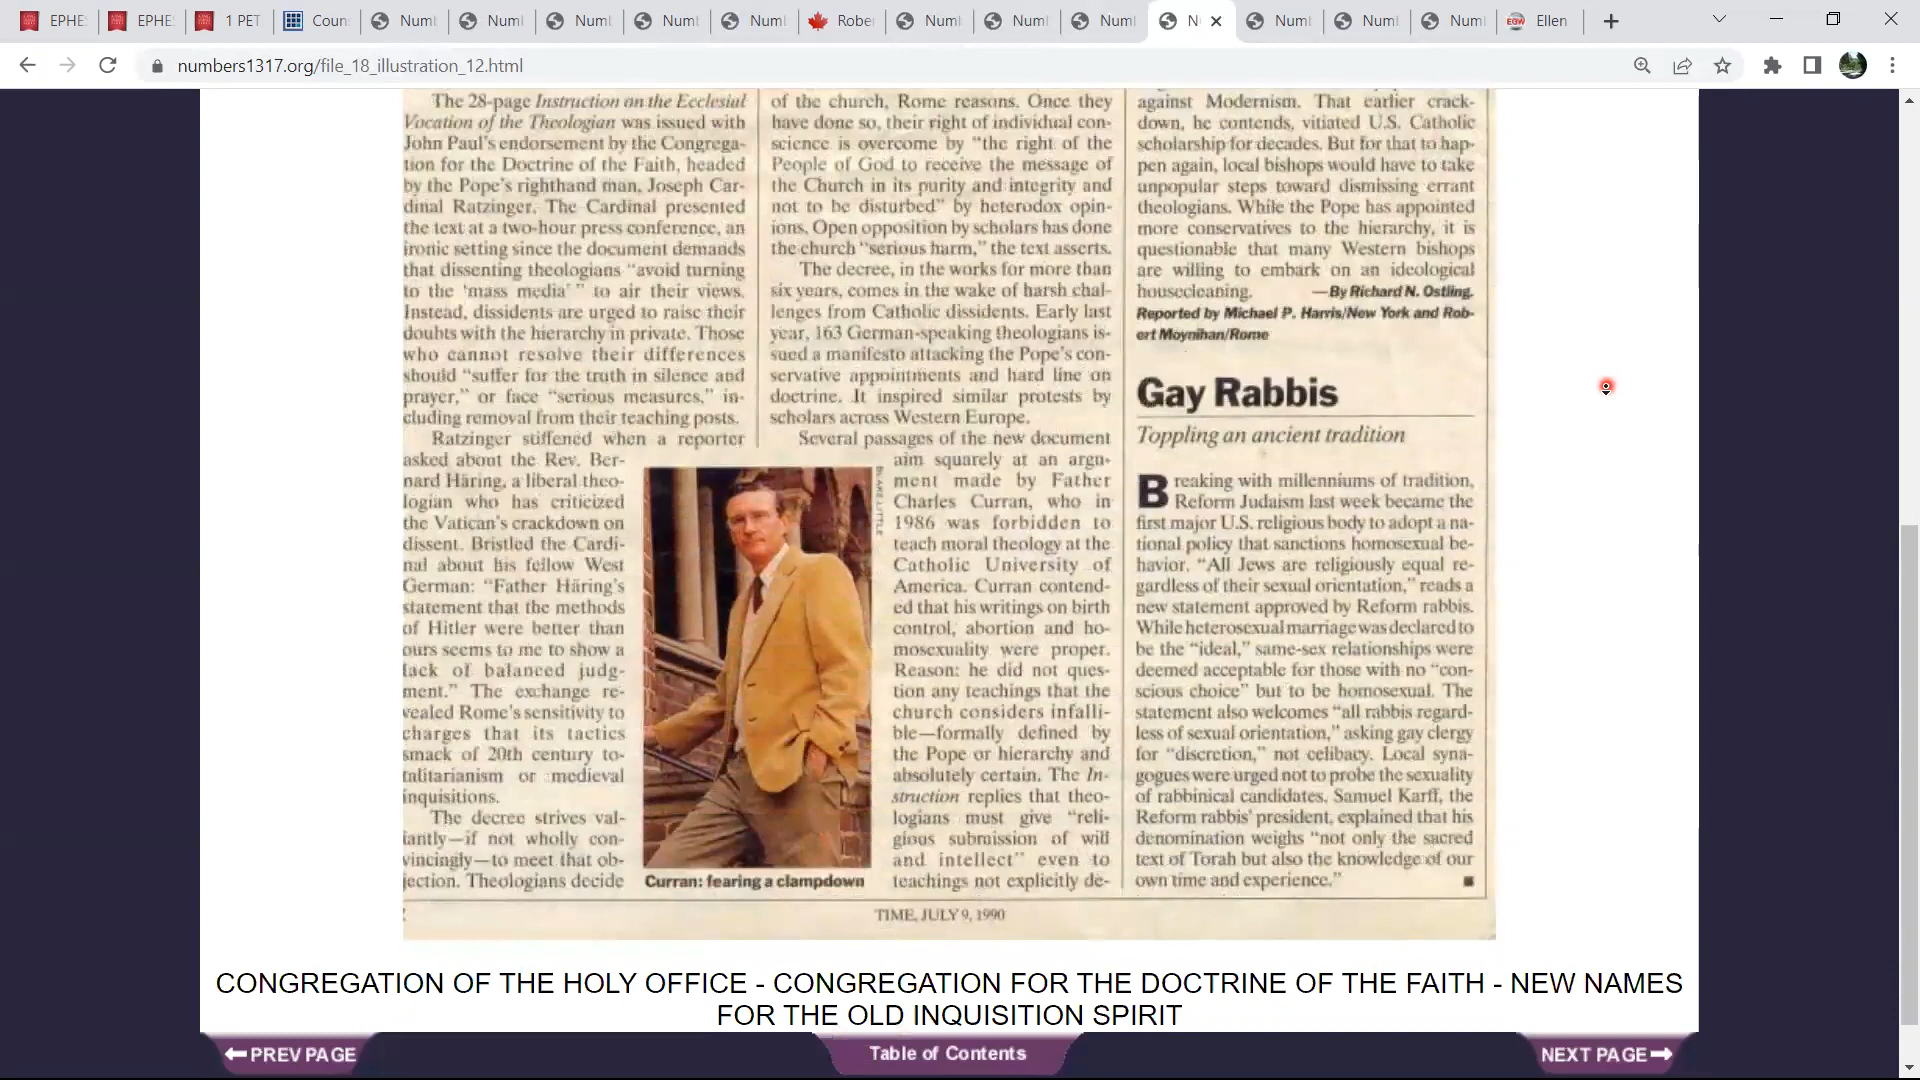 EPHES
EPHE
1 PET
Coun
Num
Num
Num
Num
Num
Robe
Num
Num
Num
N
Num
Num
Num
EGW
Ellen
numbers1317.org/file_18_illustration_12.html
The 28-page Instruction on the Ecclesial
Vocation of the Theologian was issued with
John Paul's endorsement by the Congrega-
tion for the Doctrine of the Faith, headed
by the Pope's righthand man, Joseph Car-
dinal Ratzinger. The Cardinal presented
the text at a two-hour press conference, an
ironic setting since the document demands
that dissenting theologians "avoid turning
to the 'mass media' " to air their views.
Instead, dissidents are urged to raise their
doubts with the hierarchy in private. Those
who cannot resolve their differences
should "suffer for the truth in silence and
prayer," or face "serious measures," in-
cluding removal from their teaching posts.
Ratzinger stiffened when a reporter
asked about the Rev. Ber-
nard Häring, a liberal theo-
logian who has criticized
the Vatican's crackdown on
dissent. Bristled the Cardi-
nal about his fellow West
German: "Father Häring's
statement that the methods
of Hitler were better than
ours seems to me to show a
lack of balanced judg-
ment." The exchange re-
vealed Rome's sensitivity to
charges that its tactics
smack of 20th century to-
talitarianism or medieval
inquisitions.
The decree strives val-
iantly—if not wholly con-
vincingly—to meet that ob-
jection. Theologians decide
BLAKE LITTLE
Curran: fearing a clampdown
of the church, Rome reasons. Once they
have done so, their right of individual con-
science is overcome by "the right of the
People of God to receive the message of
the Church in its purity and integrity and
not to be disturbed" by heterodox opin-
ions. Open opposition by scholars has done
the church "serious harm," the text asserts.
The decree, in the works for more than
six years, comes in the wake of harsh chal-
lenges from Catholic dissidents. Early last
year, 163 German-speaking theologians is-
sued a manifesto attacking the Pope's con-
servative appointments and hard line on
doctrine. It inspired similar protests by
scholars across Western Europe.
Several passages of the new document
aim squarely at an argu-
ment made by Father
Charles Curran, who in
1986 was forbidden to
teach moral theology at the
Catholic University of
America. Curran contend-
ed that his writings on birth
control, abortion and ho-
mosexuality were proper.
Reason: he did not ques-
tion any teachings that the
church considers infalli-
ble—formally defined by
the Pope or hierarchy and
absolutely certain. The In-
struction replies that theo-
logians must give "reli-
gious submission of will
and intellect" even to
teachings not explicitly de-
against Modernism. That earlier crack-
down, he contends, vitiated U.S. Catholic
scholarship for decades. But for that to hap-
pen again, local bishops would have to take
unpopular steps toward dismissing errant
theologians. While the Pope has appointed
more conservatives to the hierarchy, it is
questionable that many Western bishops
are willing to embark on an ideological
housecleaning. —By Richard N. Ostling.
Reported by Michael P. Harris/New York and Rob-
ert Moynihan/Rome
Gay Rabbis
Toppling an ancient tradition
Breaking with millenniums of tradition,
Reform Judaism last week became the
first major U.S. religious body to adopt a na-
tional policy that sanctions homosexual be-
havior. "All Jews are religiously equal re-
gardless of their sexual orientation," reads a
new statement approved by Reform rabbis.
While heterosexual marriage was declared to
be the "ideal," same-sex relationships were
deemed acceptable for those with no "con-
scious choice" but to be homosexual. The
statement also welcomes "all rabbis regard-
less of sexual orientation," asking gay clergy
for "discretion," not celibacy. Local syna-
gogues were urged not to probe the sexuality
of rabbinical candidates. Samuel Karff, the
Reform rabbis' president, explained that his
denomination weighs "not only the sacred
text of Torah but also the knowledge of our
own time and experience."
TIME, JULY 9, 1990
CONGREGATION OF THE HOLY OFFICE - CONGREGATION FOR THE DOCTRINE OF THE FAITH - NEW NAMES
FOR THE OLD INQUISITION SPIRIT
PREV PAGE
Table of Contents
NEXT PAGE